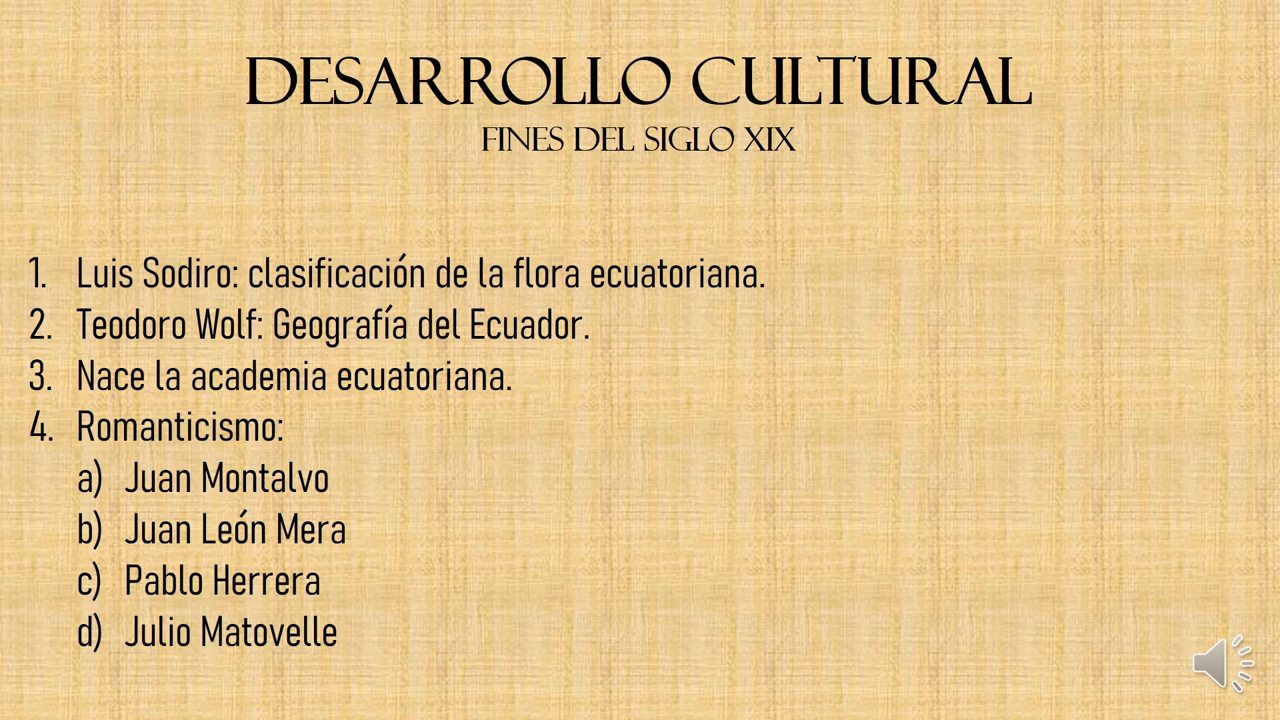 DESARROLLO CULTURAL
FINES DEL SIGLO XIX
1. Luis Sodiro: clasificación de la flora ecuatoriana.
2. Teodoro Wolf: Geografía del Ecuador.
3. Nace la academia ecuatoriana.
4. Romanticismo:
a) Juan Montalvo
b) Juan León Mera
c) Pablo Herrera
d) Julio Matovelle